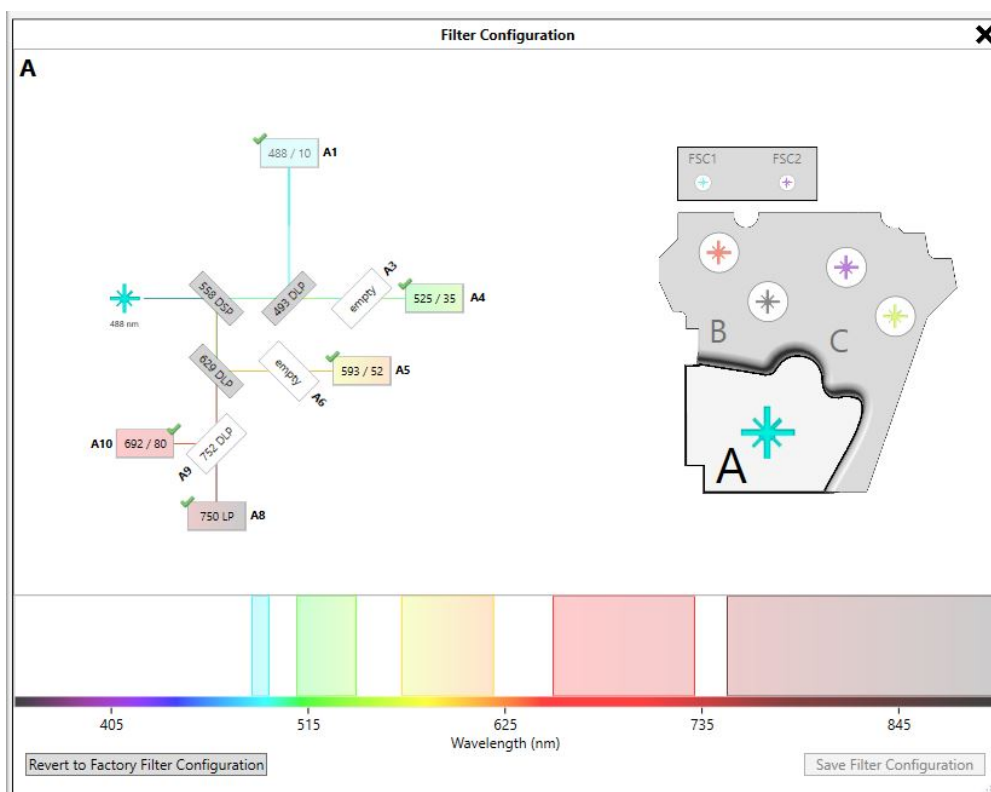 Filter Configuration
A
488 / 10 A1
FSC1 FSC2
A3
558 DSP 493 DLP empty 525 / 35 A4
488 nm
629 DLP empty 593 / 52 A5
A6
B C
A10 692 / 80 752 DLP
A9
A
750 LP A8
405 515 625 735 845
Wavelength (nm)
Revert to Factory Filter Configuration Save Filter Configuration